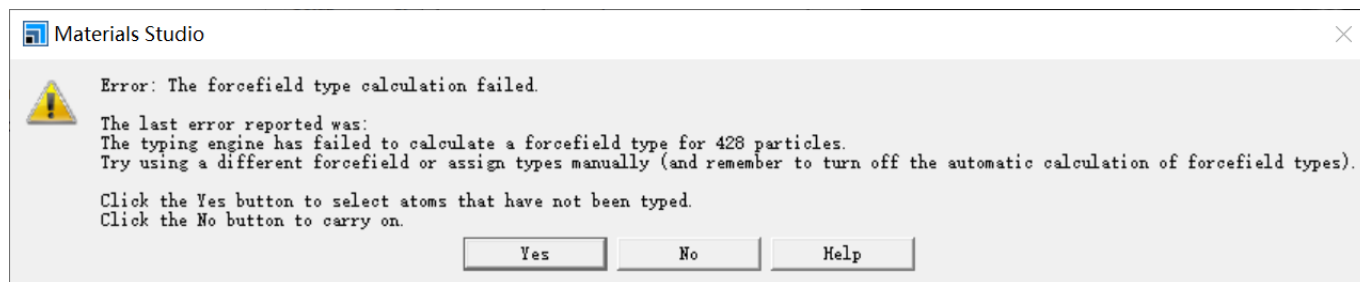 Materials Studio
Error: The forcefield type calculation failed.
The last error reported was:
The typing engine has failed to calculate a forcefield type for 428 particles.
Try using a different forcefield or assign types manually (and remember to turn off the automatic calculation of forcefield types).
Click the Yes button to select atoms that have not been typed.
Click the No button to carry on.
Yes No Help